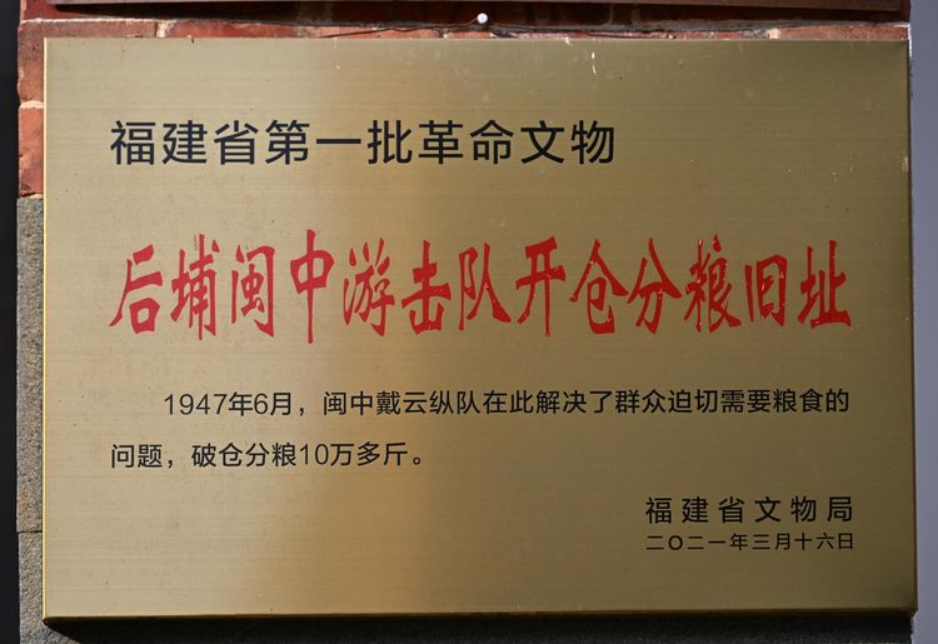 福建省第一批革命文物
后埔闽中游击队开仓分粮旧址
1947年6月，闽中戴云纵队在此解决了群众迫切需要粮食的
问题，破仓分粮10万多斤。
福建省文物局
二〇二一年三月十六日